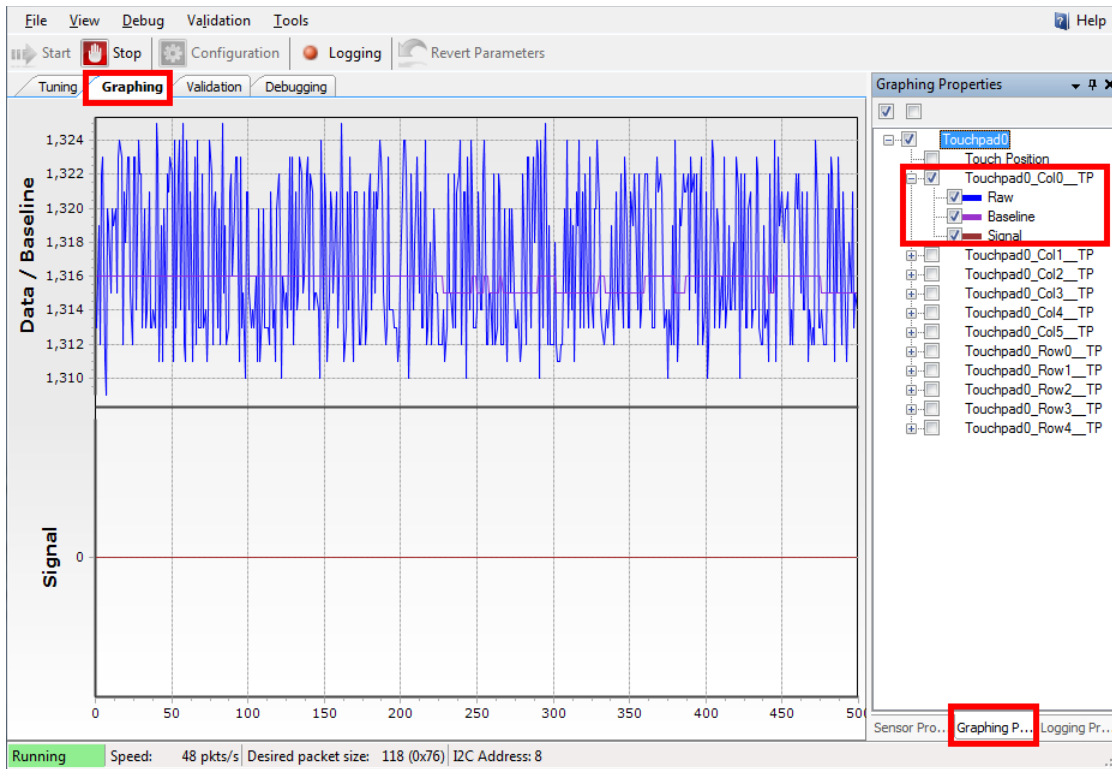 File View Debug Validation Tools Help
Start Stop Configuration Logging Revert Parameters
Tuning Graphing Validation Debugging
Graphing Properties
Touchpad0
Touch Position
Touchpad0_Col0__TP
Raw
Baseline
Signal
Touchpad0_Col1__TP
Touchpad0_Col2__TP
Touchpad0_Col3__TP
Touchpad0_Col4__TP
Touchpad0_Col5__TP
Touchpad0_Row0__TP
Touchpad0_Row1__TP
Touchpad0_Row2__TP
Touchpad0_Row3__TP
Touchpad0_Row4__TP
Data / Baseline
1,324
1,322
1,320
1,318
1,316
1,314
1,312
1,310
Signal
0
0 50 100 150 200 250 300 350 400 450 50
Sensor Pro... Graphing P... Logging Pr...
Running Speed: 48 pkts/s Desired packet size: 118 (0x76) I2C Address: 8